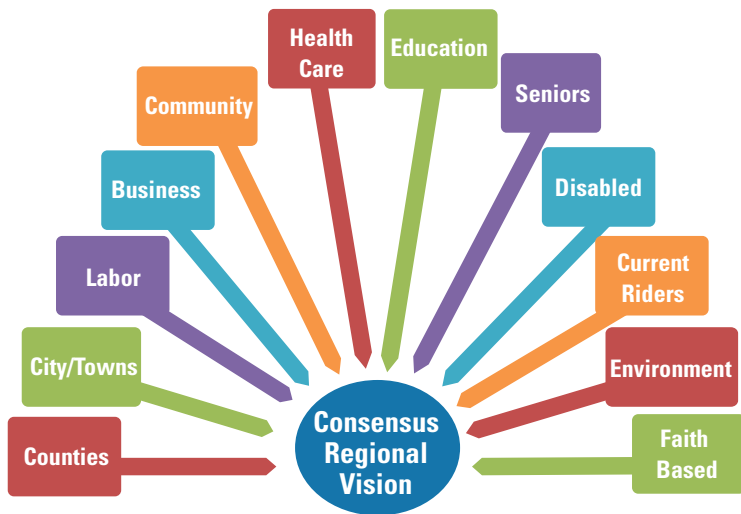 Health
Care
Education
Seniors
Community
Business
Disabled
Labor
Current
Riders
City/Towns
Environment
Counties
Faith
Based
Consensus
Regional
Vision